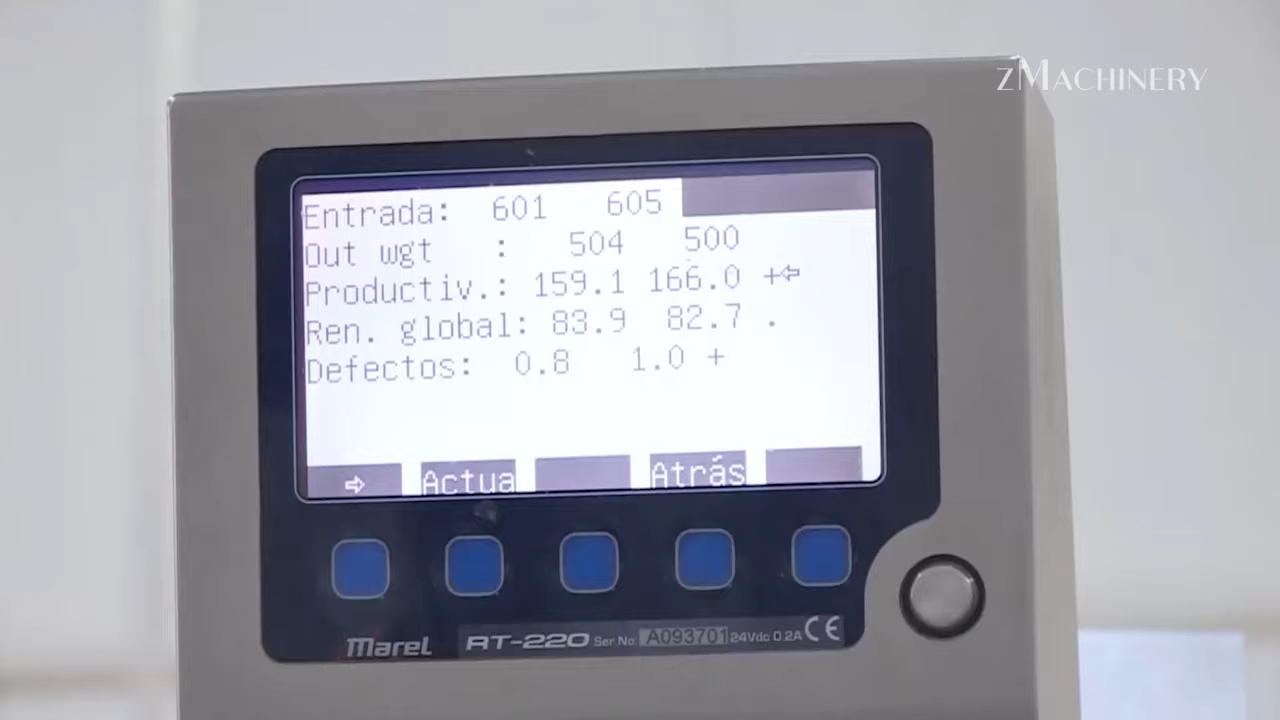 zMachinery
Entrada: 601 605
Out wgt : 504 500
Productiv.: 159.1 166.0 +⇦
Ren. global: 83.9 82.7 .
Defectos: 0.8 1.0 +
⇨ Actua Atrás
Marel RT-220 Ser No: A093701 24Vdc 0.2A CE